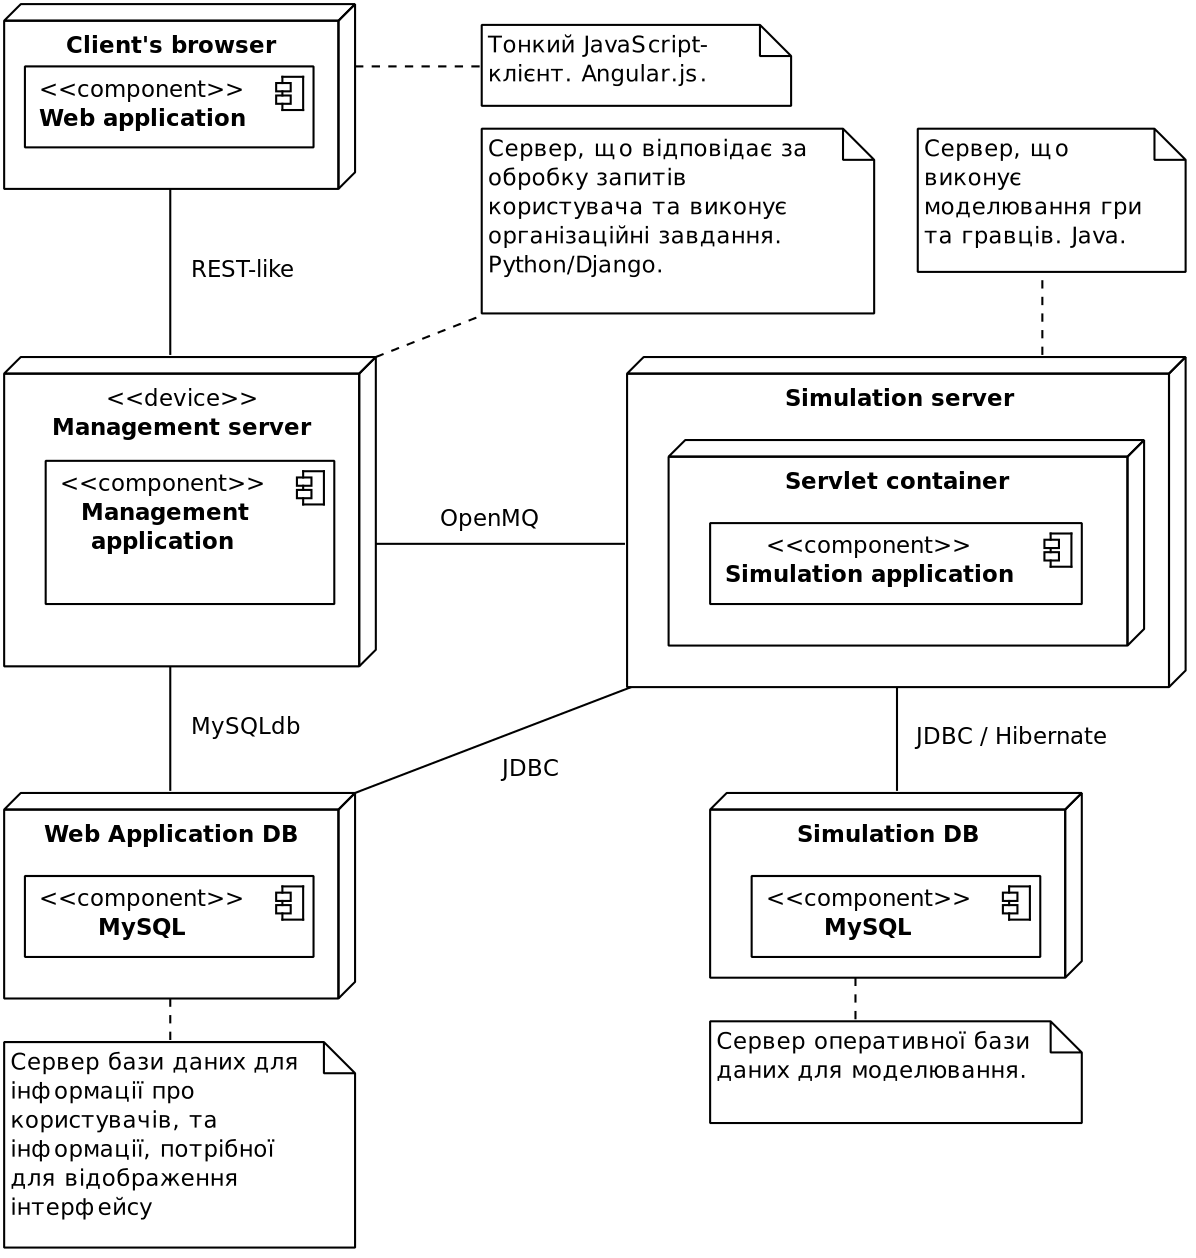 Client's browser
<<component>>
Web application
Тонкий JavaScript-
клієнт. Angular.js.
Сервер, що відповідає за
обробку запитів
користувача та виконує
організаційні завдання.
Python/Django.
Сервер, що
виконує
моделювання гри
та гравців. Java.
REST-like
<<device>>
Management server
<<component>>
Management
application
OpenMQ
Simulation server
Servlet container
<<component>>
Simulation application
MySQLdb
JDBC
JDBC / Hibernate
Web Application DB
<<component>>
MySQL
Simulation DB
<<component>>
MySQL
Сервер бази даних для
інформації про
користувачів, та
інформації, потрібної
для відображення
інтерфейсу
Сервер оперативної бази
даних для моделювання.